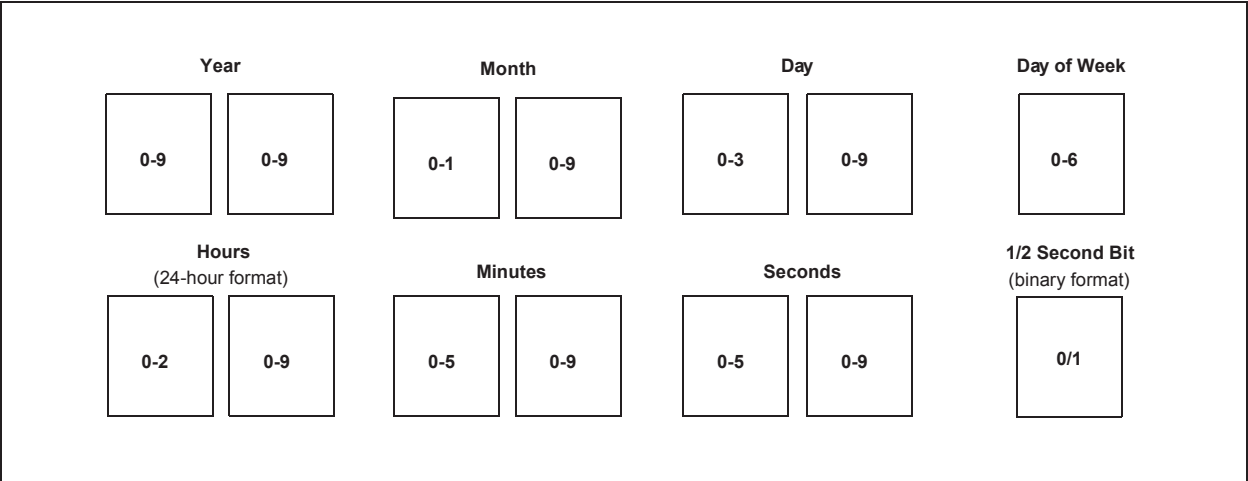 Year Month Day Day of Week
0-9 0-9 0-1 0-9 0-3 0-9 0-6
Hours
(24-hour format)
Minutes Seconds
1/2 Second Bit
(binary format)
0-2 0-9 0-5 0-9 0-5 0-9 0/1